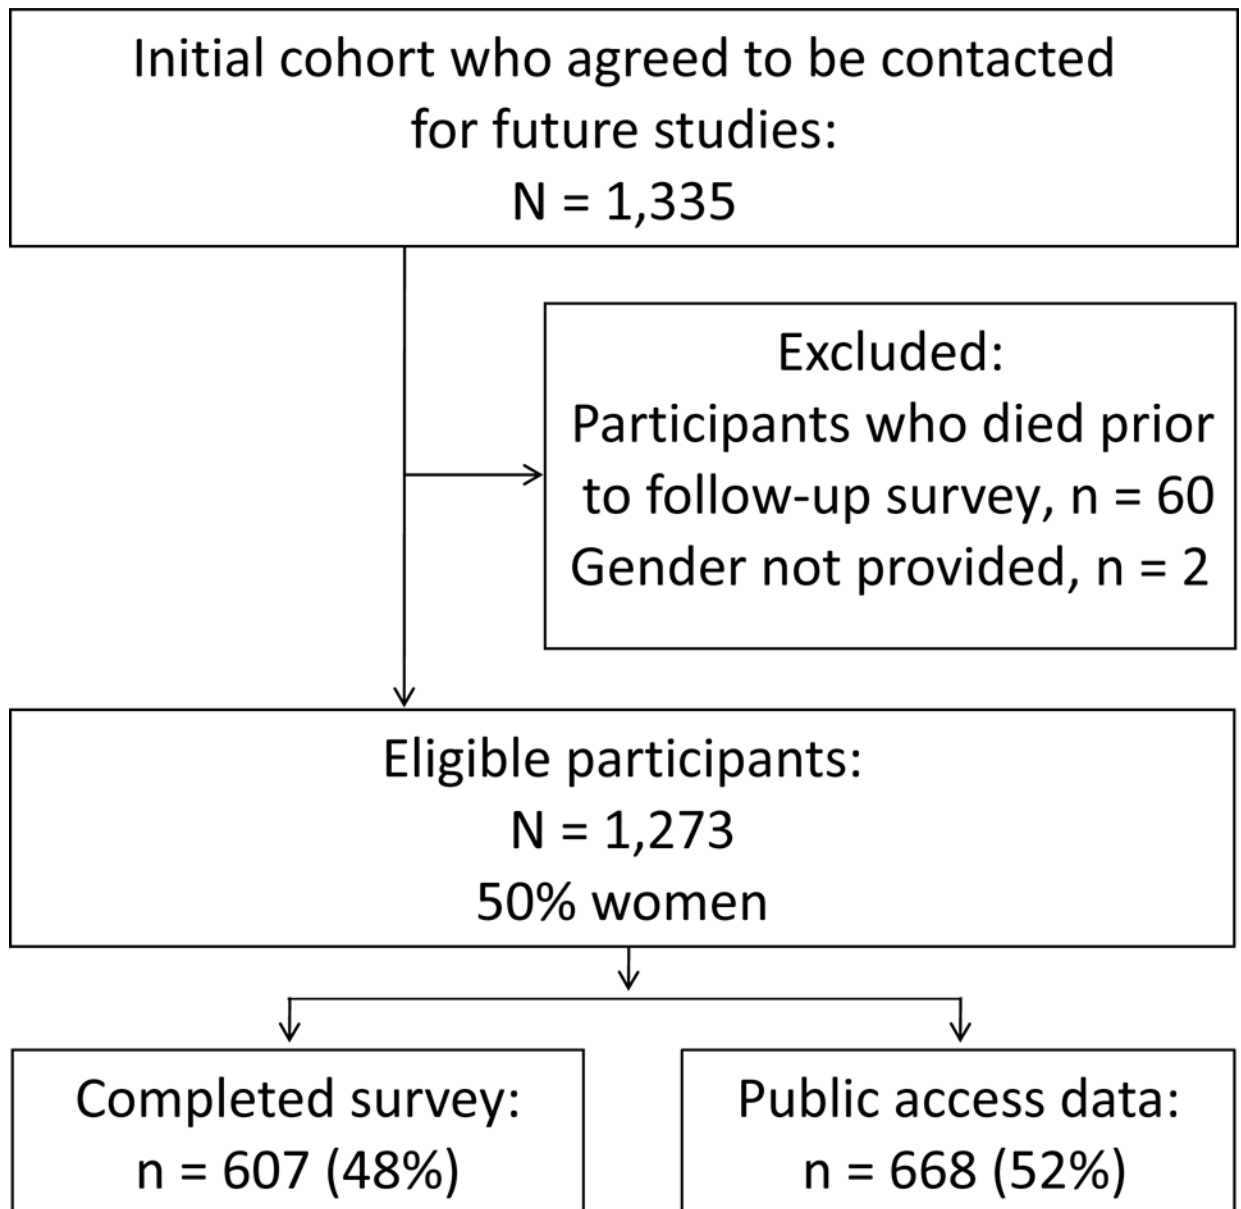 Initial cohort who agreed to be contacted
for future studies:
N = 1,335
Excluded:
Participants who died prior
to follow-up survey, n = 60
Gender not provided, n = 2
Eligible participants:
N = 1,273
50% women
Completed survey:
n = 607 (48%)
Public access data:
n = 668 (52%)